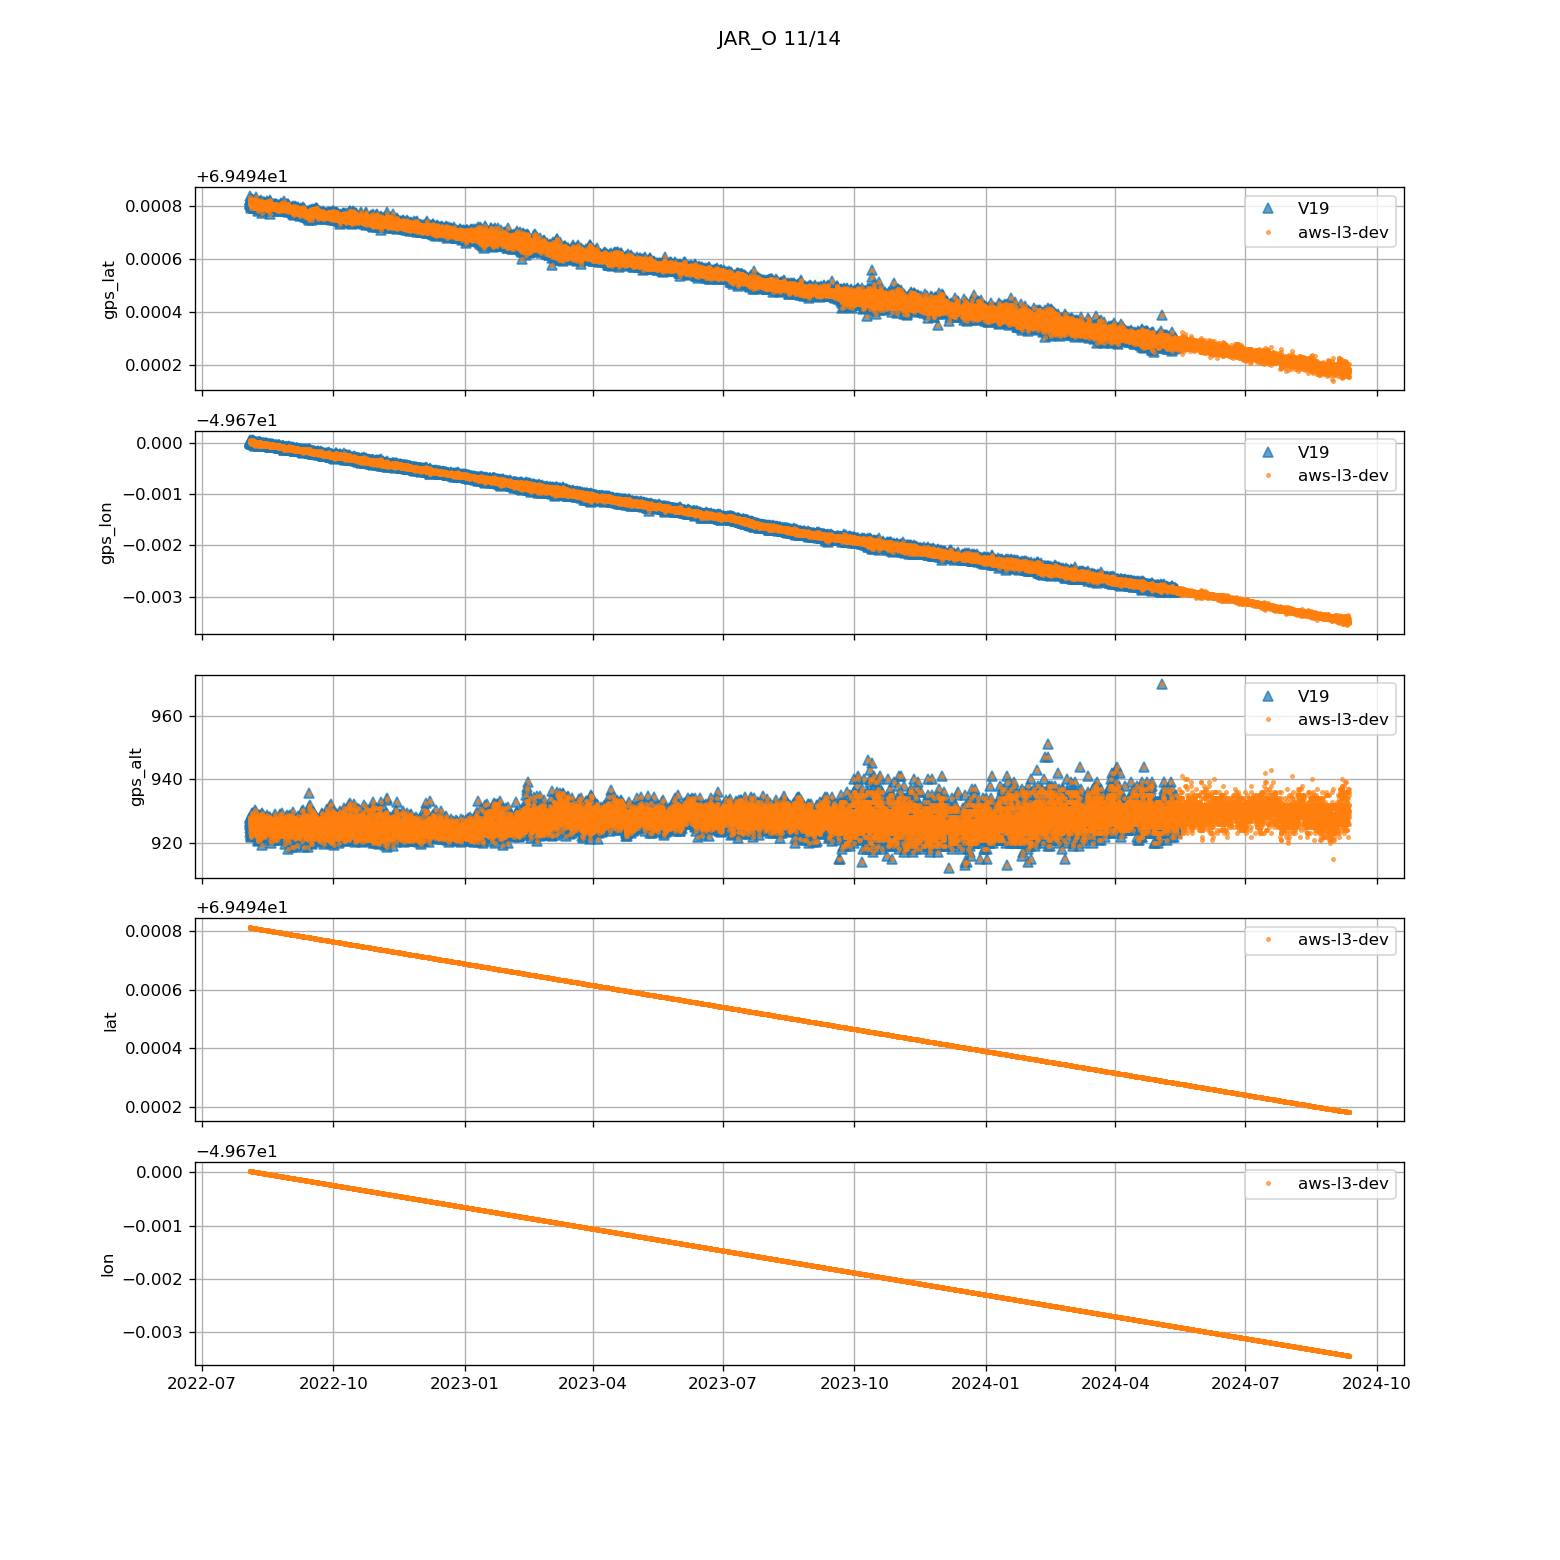 JAR_O 11/14
+6.9494e1
0.0008
0.0006
0.0004
0.0002
gps_lat
V19
aws-l3-dev
−4.967e1
0.000
−0.001
−0.002
−0.003
gps_lon
V19
aws-l3-dev
960
940
920
gps_alt
V19
aws-l3-dev
+6.9494e1
0.0008
0.0006
0.0004
0.0002
lat
aws-l3-dev
−4.967e1
0.000
−0.001
−0.002
−0.003
lon
aws-l3-dev
2022-07 2022-10 2023-01 2023-04 2023-07 2023-10 2024-01 2024-04 2024-07 2024-10